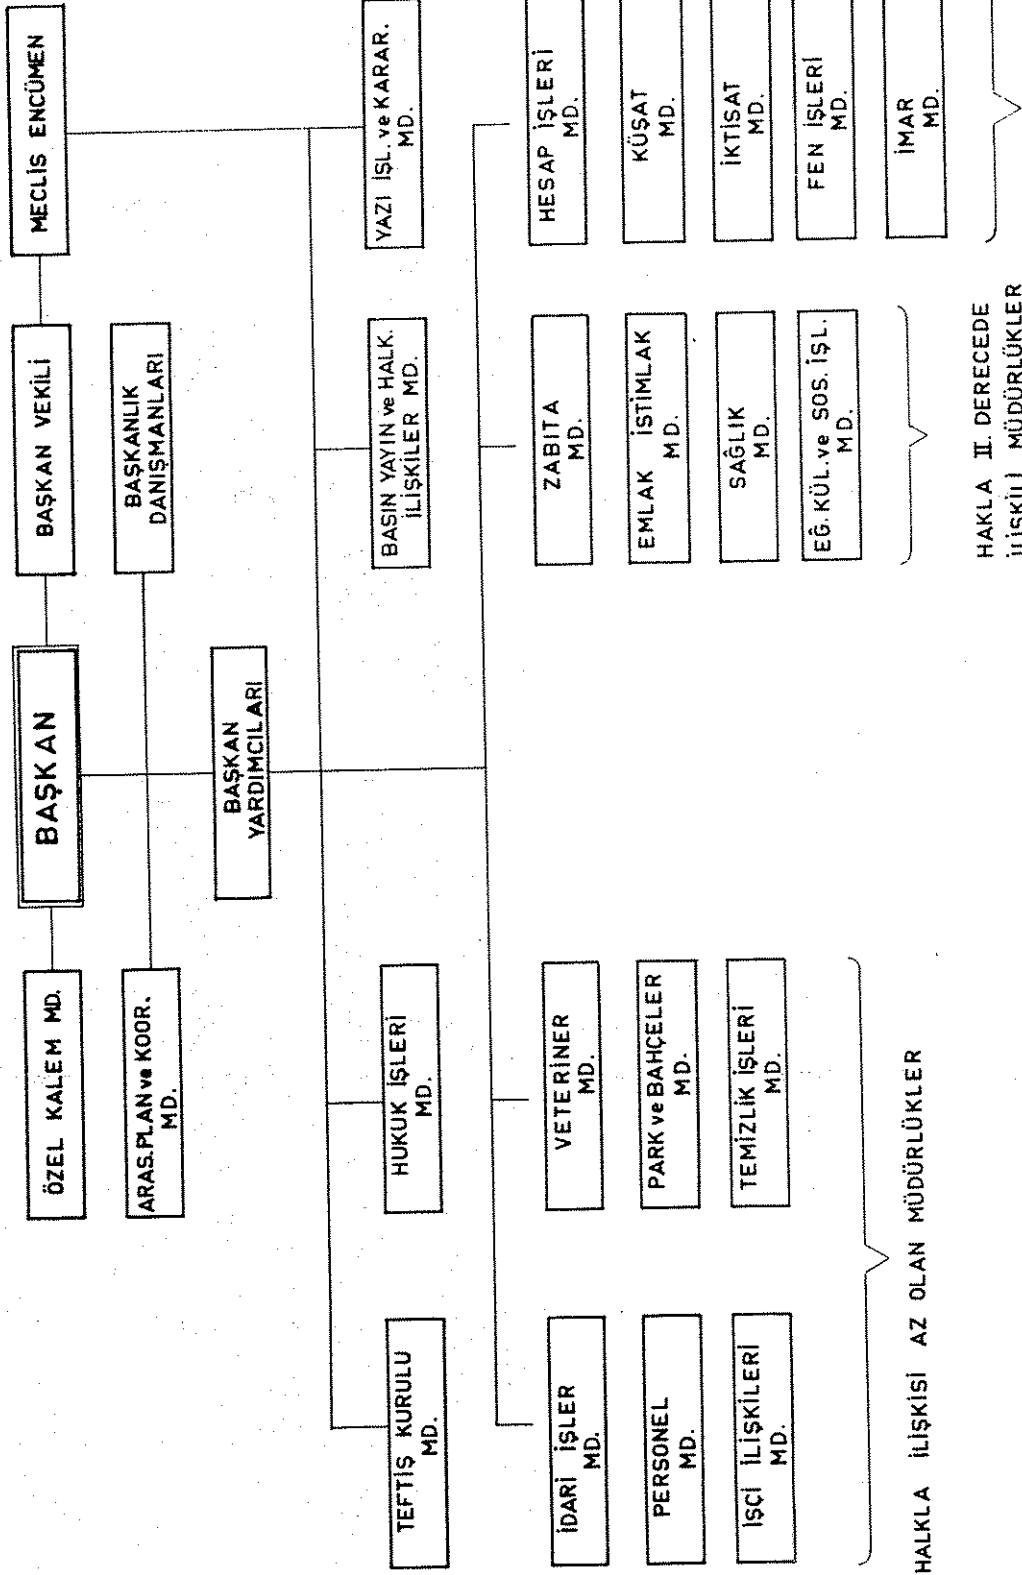 ÖZEL KALEM MD.
BAŞKAN
BAŞKAN VEKİLİ
MECLİS ENCÜMEN
ARAS.PLAN ve KOOR.
MD.
BAŞKANLIK
DANIŞMANLARI
BAŞKAN
YARDIMCILARI
TEFTİŞ KURULU
MD.
HUKUK İŞLERİ
MD.
BASIN YAYIN ve HALK.
İLİŞKİLER MD.
YAZI İŞL. ve KARAR.
MD.
İDARİ İŞLER
MD.
PERSONEL
MD.
İŞÇİ İLİŞKİLERİ
MD.
VETERİNER
MD.
PARK ve BAHÇELER
MD.
TEMİZLİK İŞLERİ
MD.
ZABITA
MD.
EMLAK İSTİMLAK
MD.
SAĞLIK
MD.
EĞ. KÜL. ve SOS. İŞL.
MD.
HESAP İŞLERİ
MD.
KÜŞAT
MD.
İKTİSAT
MD.
FEN İŞLERİ
MD.
İMAR
MD.
HALKLA İLİŞKİSİ AZ OLAN MÜDÜRLÜKLER
HAKLA II. DERECEDE
İLİŞKİLİ MÜDÜRLÜKLER